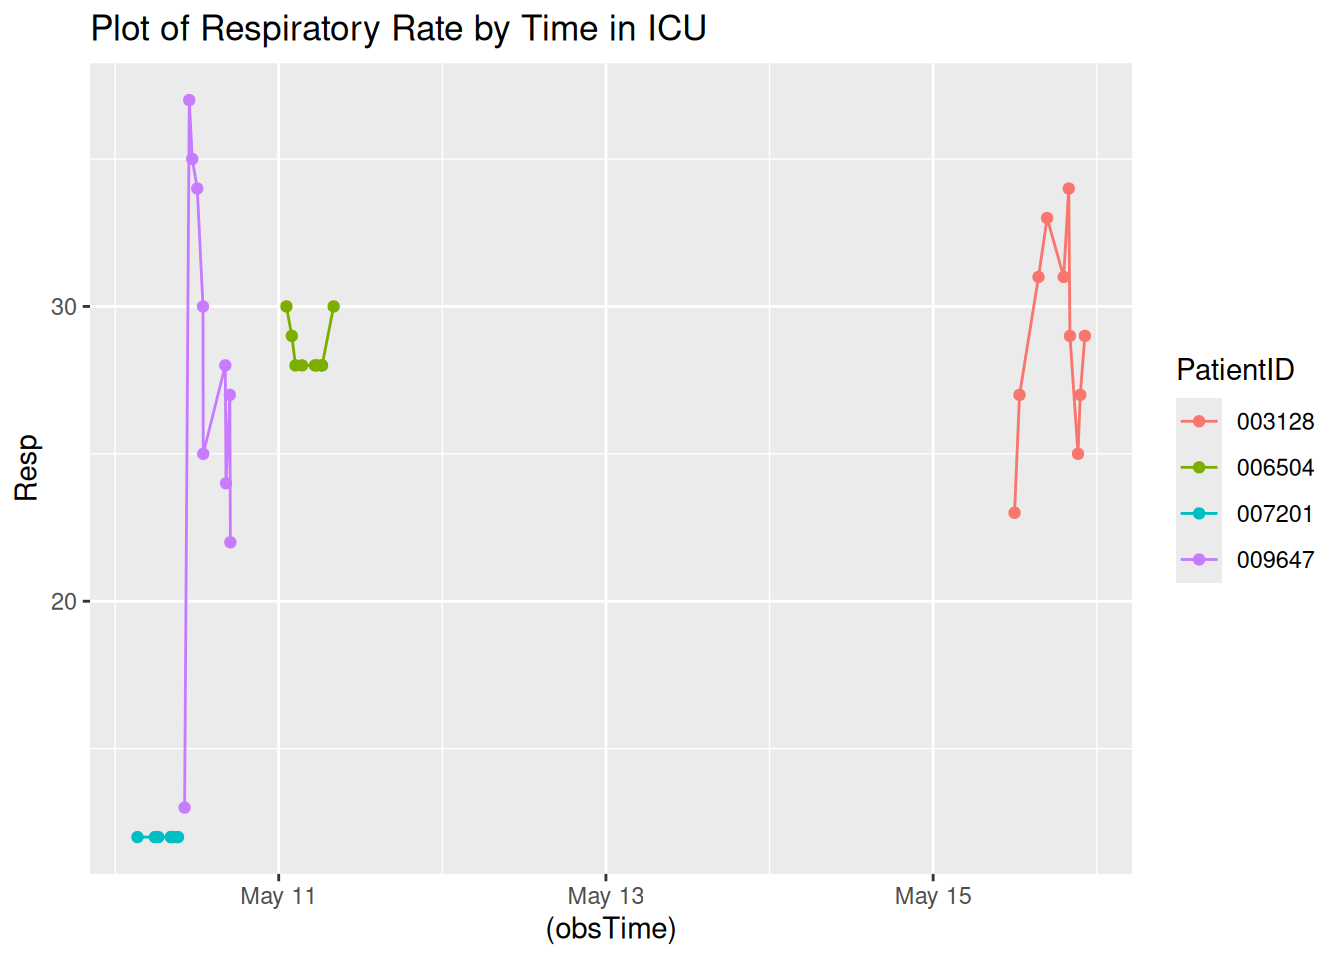 Plot of Respiratory Rate by Time in ICU
Resp
30
20
May 11
May 13
May 15
(obsTime)
PatientID
003128
006504
007201
009647